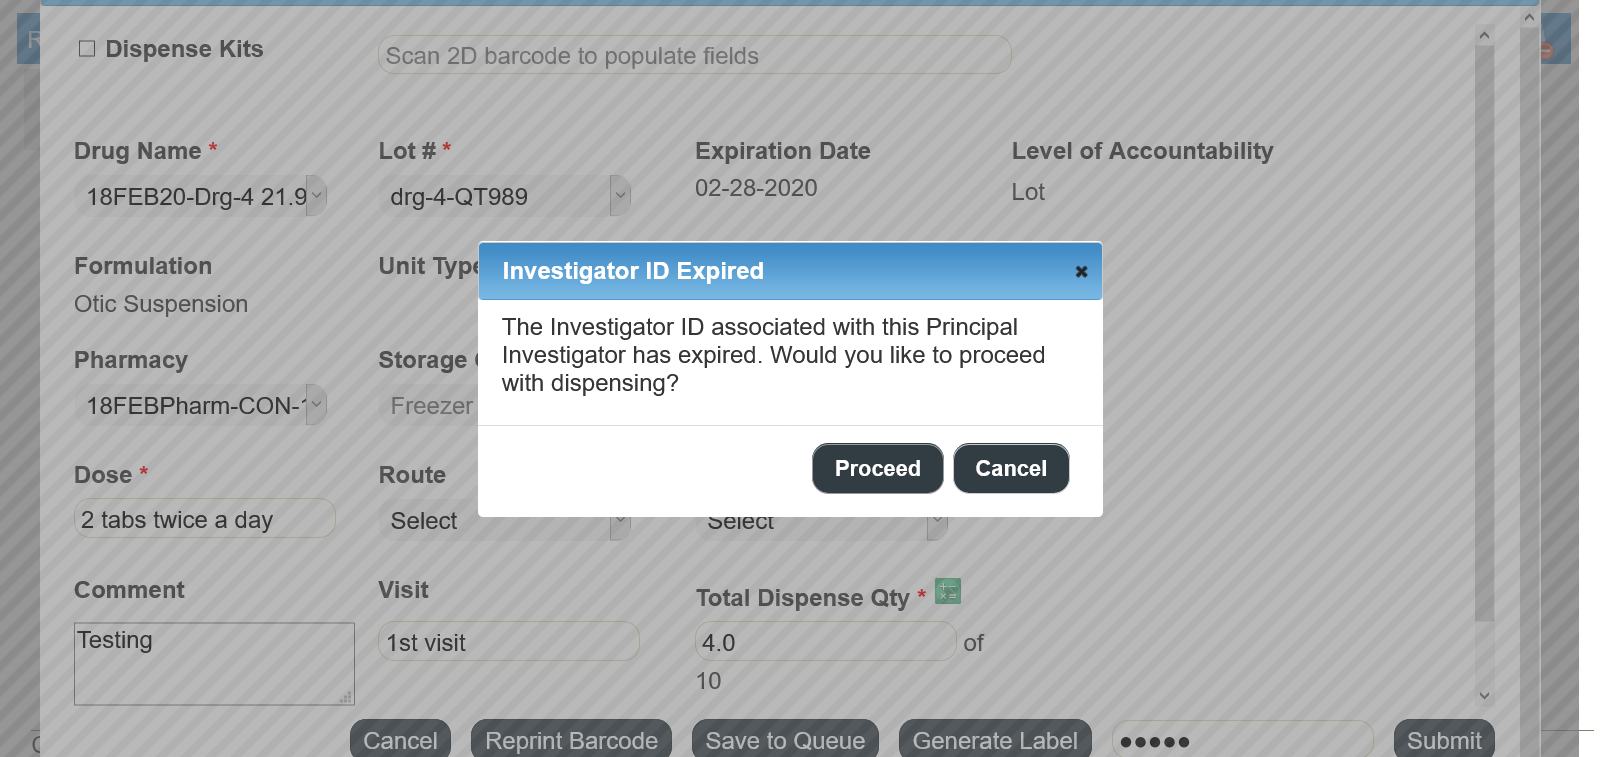 Dispense Kits
Scan 2D barcode to populate fields
Drug Name * Lot # * Expiration Date Level of Accountability
18FEB20-Drg-4 21.9 drg-4-QT989 02-28-2020 Lot
Formulation Unit Type
Otic Suspension
Investigator ID Expired
The Investigator ID associated with this Principal
Investigator has expired. Would you like to proceed
with dispensing?
Proceed Cancel
Pharmacy Storage
18FEBPharm-CON- Freezer
Dose * Route
2 tabs twice a day Select Select
Comment Visit Total Dispense Qty *
Testing 1st visit 4.0 of
10
Cancel Reprint Barcode Save to Queue Generate Label ●●●●● Submit